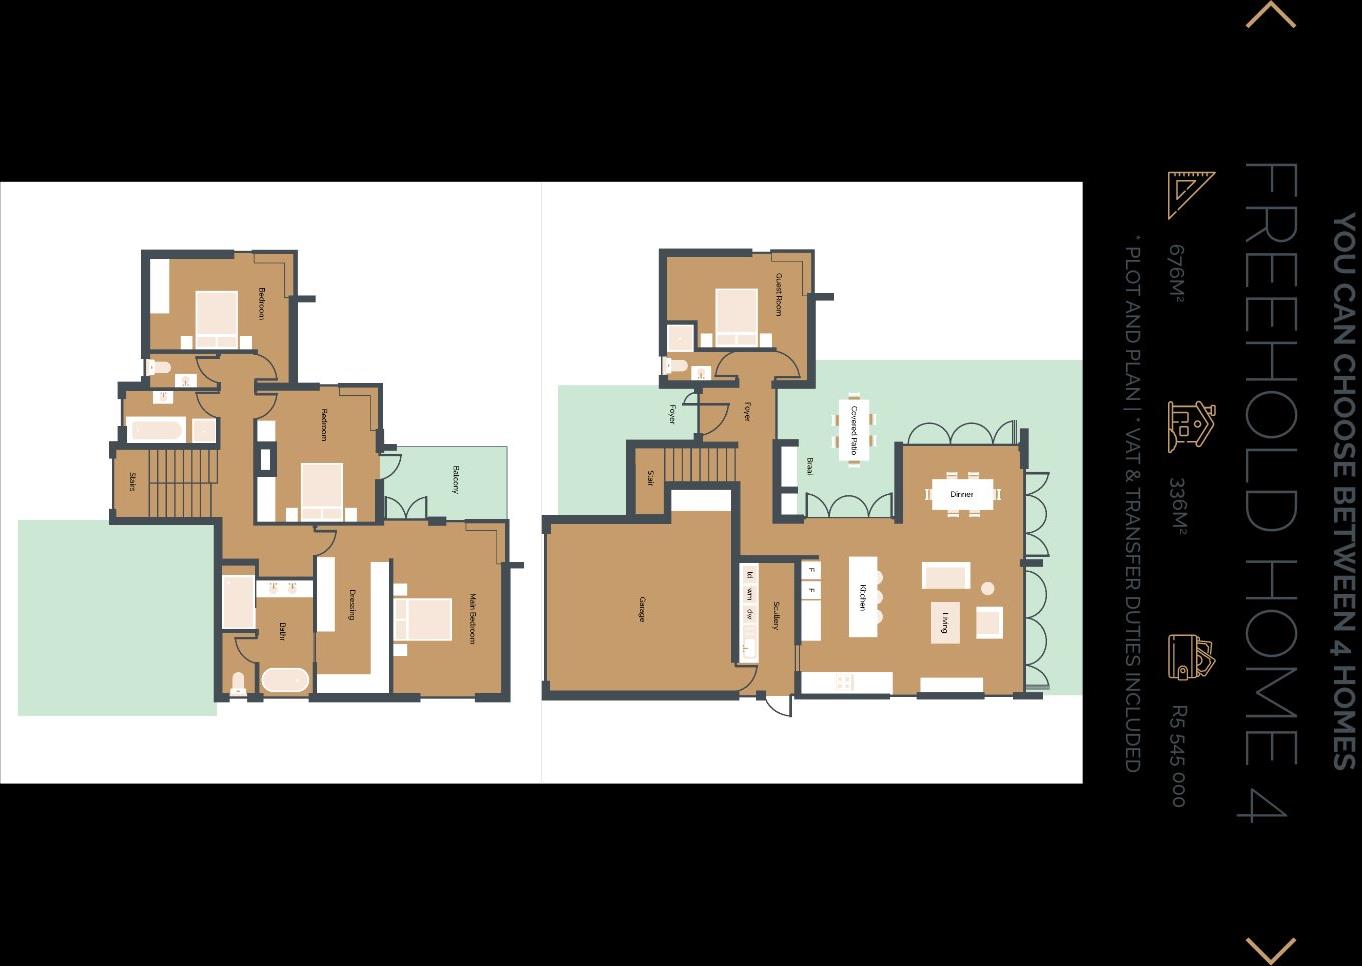 YOU CAN CHOOSE BETWEEN 4 HOMES
FREEHOLD HOME 4
676M²
336M²
R5 545 000
* PLOT AND PLAN | * VAT & TRANSFER DUTIES INCLUDED
Guest Room
Foyer
Foyer
Covered Patio
Braai
Stair
Dinner
Garage
Scullery
td
wm
dw
F
F
Kitchen
Living
Bedroom
Bedroom
Balcony
Stairs
Bath
Dressing
Main Bedroom